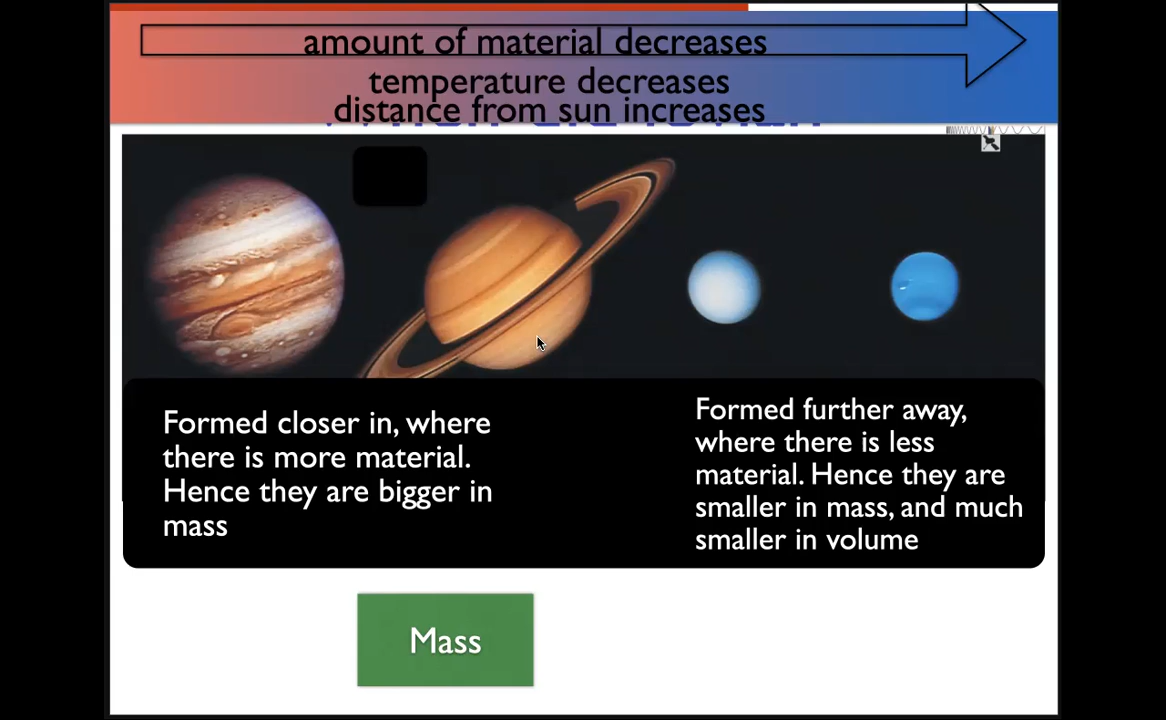 amount of material decreases
temperature decreases
distance from sun increases
Formed closer in, where
there is more material.
Hence they are bigger in
mass
Formed further away,
where there is less
material. Hence they are
smaller in mass, and much
smaller in volume
Mass